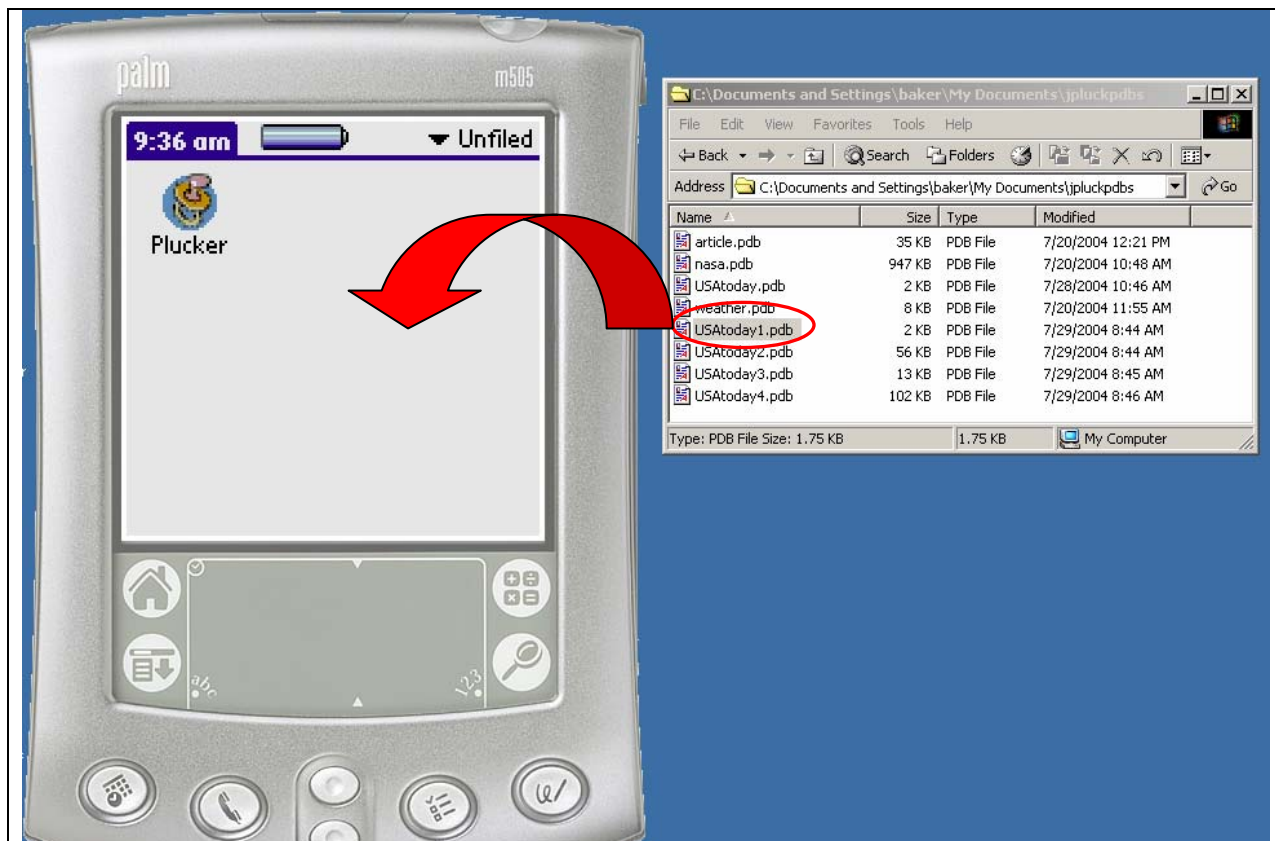 palm m505
9:36 am Unfiled
Plucker
abc 123
C:\Documents and Settings\baker\My Documents\jpluckpdbs
File Edit View Favorites Tools Help
Back Search Folders
Address C:\Documents and Settings\baker\My Documents\jpluckpdbs Go
Name Size Type Modified
article.pdb 35 KB PDB File 7/20/2004 12:21 PM
nasa.pdb 947 KB PDB File 7/20/2004 10:48 AM
USAtoday.pdb 2 KB PDB File 7/28/2004 10:46 AM
weather.pdb 8 KB PDB File 7/20/2004 11:55 AM
USAtoday1.pdb 2 KB PDB File 7/29/2004 8:44 AM
USAtoday2.pdb 56 KB PDB File 7/29/2004 8:44 AM
USAtoday3.pdb 13 KB PDB File 7/29/2004 8:45 AM
USAtoday4.pdb 102 KB PDB File 7/29/2004 8:46 AM
Type: PDB File Size: 1.75 KB 1.75 KB My Computer